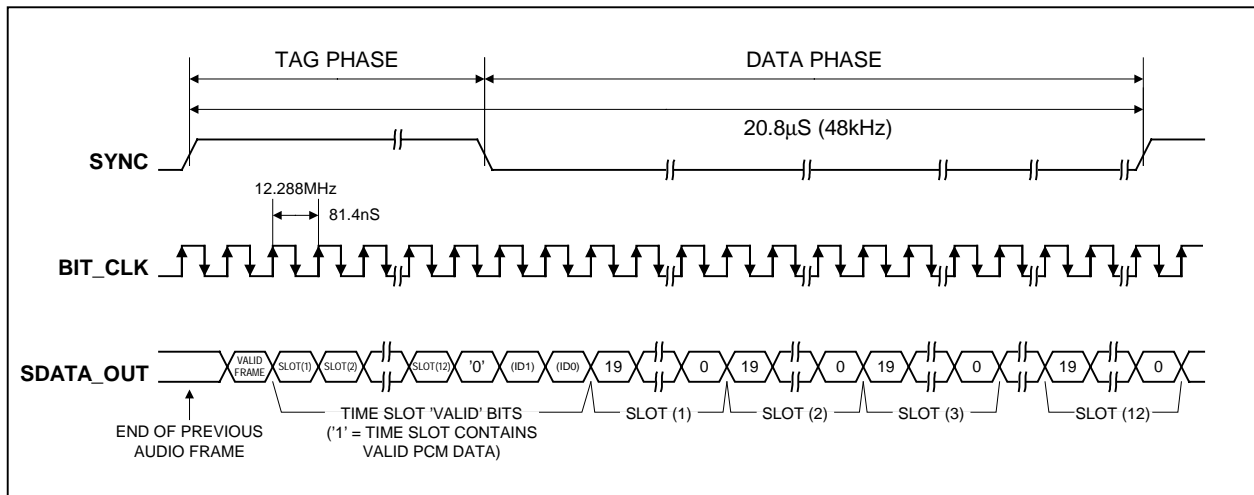 TAG PHASE
DATA PHASE
20.8µS (48kHz)
SYNC
12.288MHz
81.4nS
BIT_CLK
SDATA_OUT
VALID
FRAME
SLOT(1)
SLOT(2)
SLOT(12)
'0'
(ID1)
(ID0)
19
0
19
0
19
0
19
0
END OF PREVIOUS
AUDIO FRAME
TIME SLOT 'VALID' BITS
('1' = TIME SLOT CONTAINS
VALID PCM DATA)
SLOT (1)
SLOT (2)
SLOT (3)
SLOT (12)